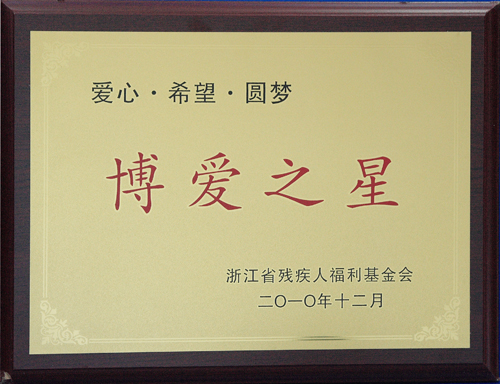 爱心·希望·圆梦
博爱之星
浙江省残疾人福利基金会
二〇一〇年十二月